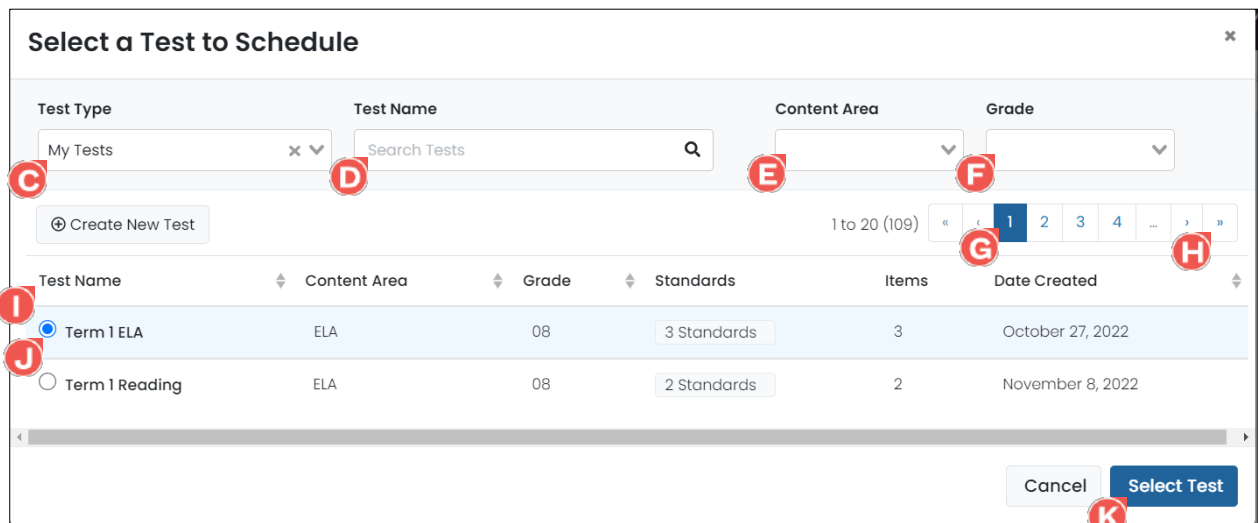 Select a Test to Schedule ×
Test Type Test Name Content Area Grade
My Tests × Search Tests
C D E F
Create New Test 1 to 20 (109) « ‹ 1 2 3 4 ... › »
G H
Test Name Content Area Grade Standards Items Date Created
I
Term 1 ELA ELA 08 3 Standards 3 October 27, 2022
J
Term 1 Reading ELA 08 2 Standards 2 November 8, 2022
Cancel Select Test
K